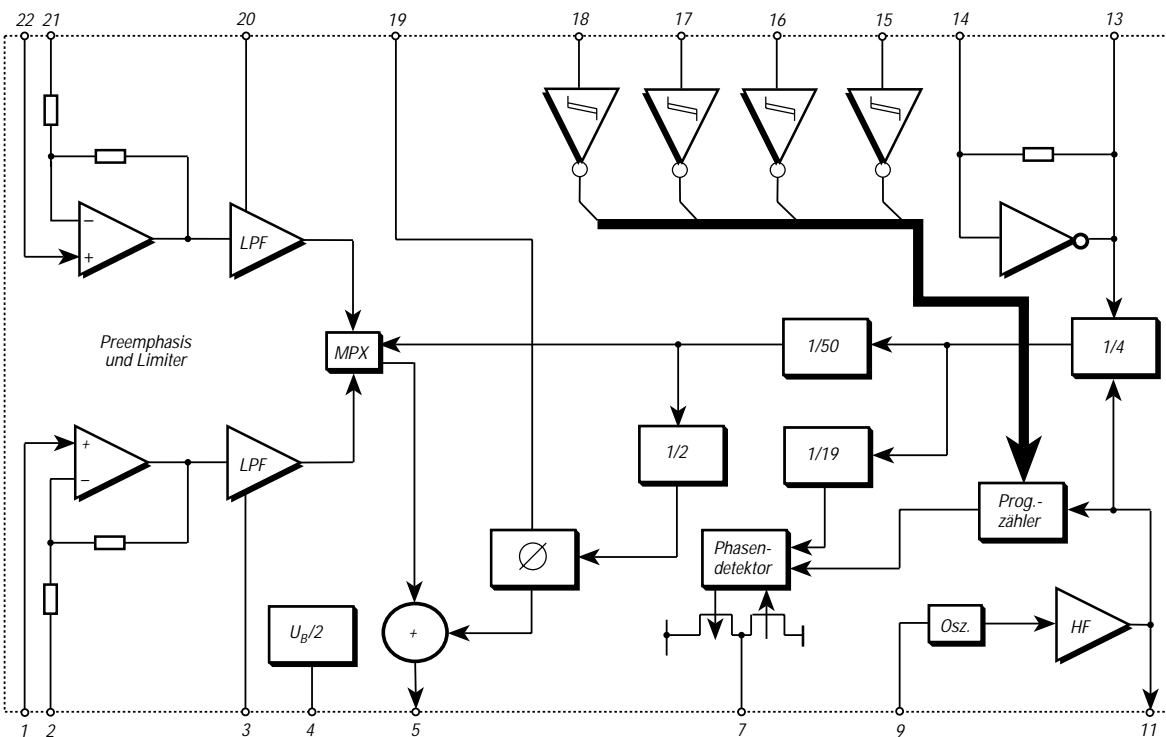 22 21 20 19 18 17 16 15 14 13
−
+
LPF
Preemphasis
und Limiter
MPX
1/50
1/4
+
−
LPF
1/2
1/19
Prog.-
zähler
∅
Phasen-
detektor
U_B/2
+
Osz.
HF
1 2 3 4 5 7 9 11